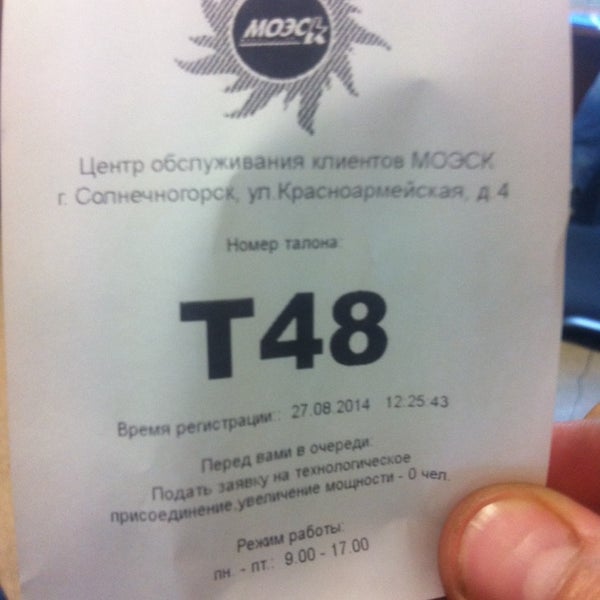 МОЭСК
Центр обслуживания клиентов МОЭСК
г. Солнечногорск, ул.Красноармейская, д.4
Номер талона:
Т48
Время регистрации:: 27.08.2014 12:25:43
Перед вами в очереди:
Подать заявку на технологическое
присоединение,увеличение мощности - 0 чел.
Режим работы:
пн. - пт.: 9.00 - 17.00